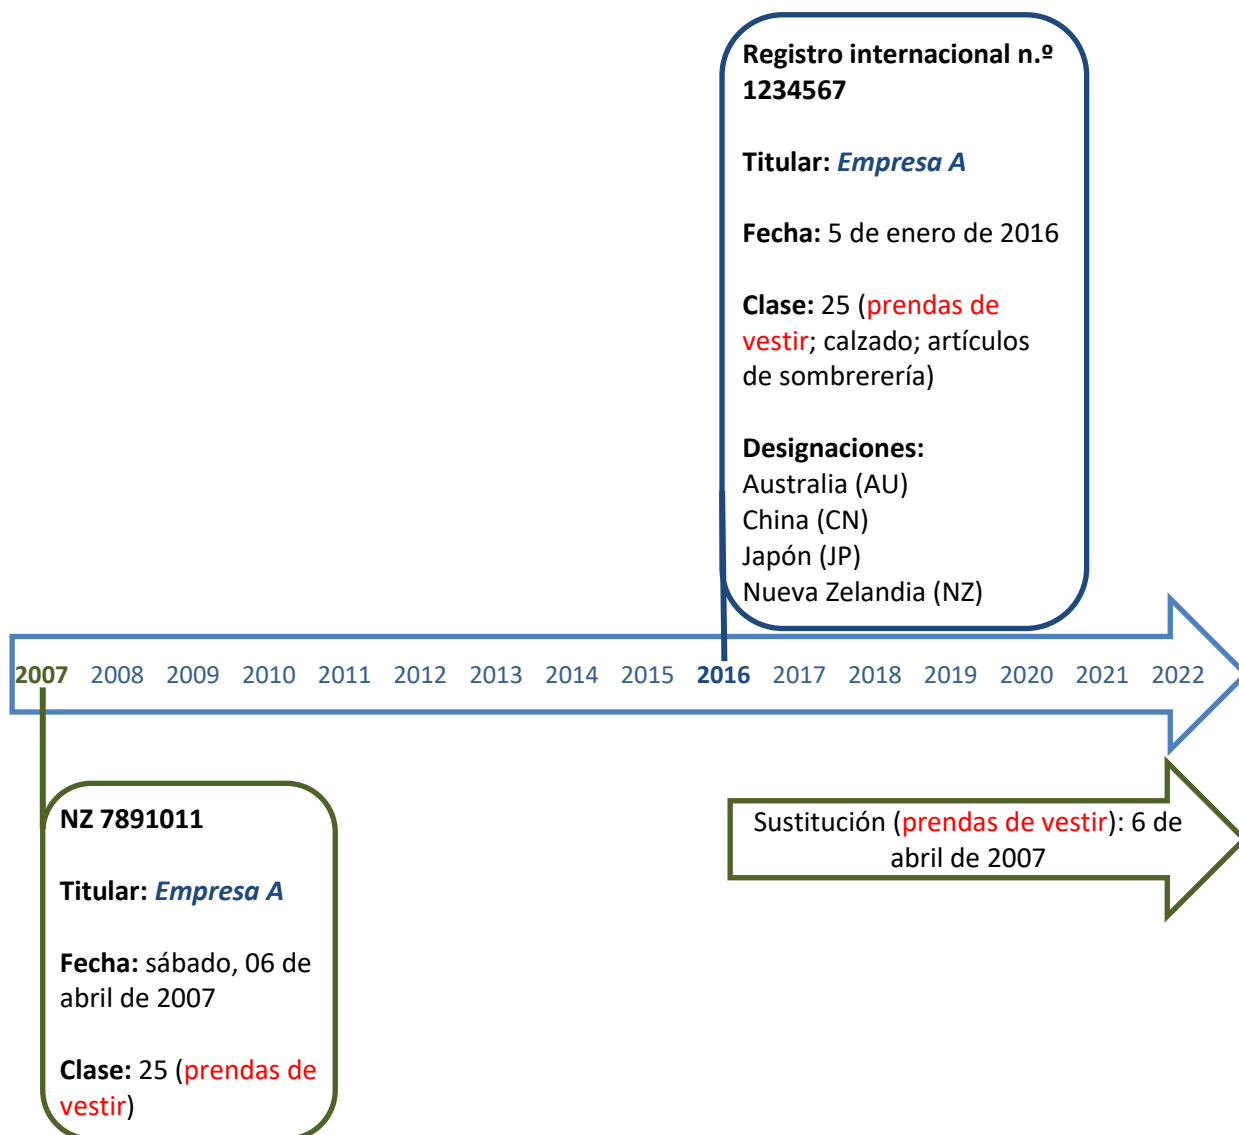 Registro internacional n.º
1234567
Titular: Empresa A
Fecha: 5 de enero de 2016
Clase: 25 (prendas de
vestir; calzado; artículos
de sombrerería)
Designaciones:
Australia (AU)
China (CN)
Japón (JP)
Nueva Zelandia (NZ)
2007 2008 2009 2010 2011 2012 2013 2014 2015 2016 2017 2018 2019 2020 2021 2022
NZ 7891011
Titular: Empresa A
Fecha: sábado, 06 de
abril de 2007
Clase: 25 (prendas de
vestir)
Sustitución (prendas de vestir): 6 de
abril de 2007